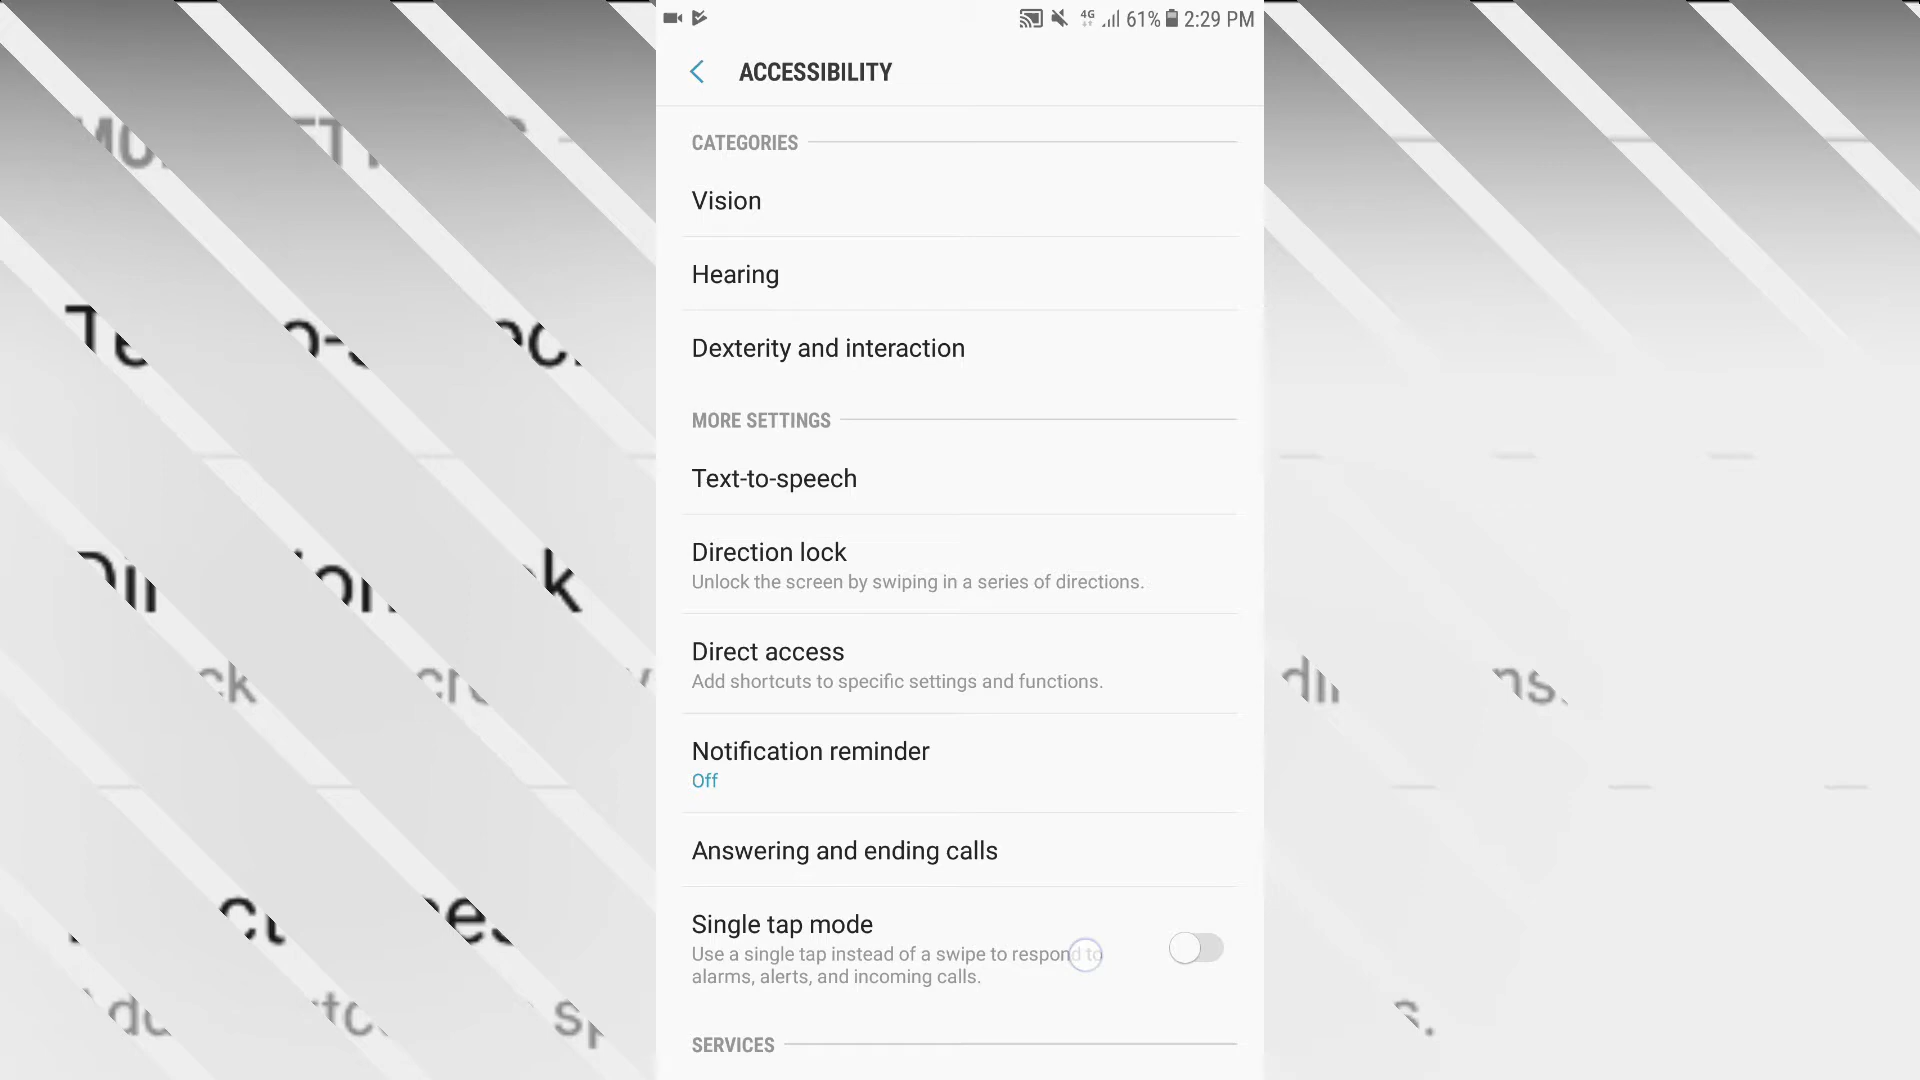 4G 61% 2:29 PM
ACCESSIBILITY
CATEGORIES
Vision
Hearing
Dexterity and interaction
MORE SETTINGS
Text-to-speech
Direction lock
Unlock the screen by swiping in a series of directions.
Direct access
Add shortcuts to specific settings and functions.
Notification reminder
Off
Answering and ending calls
Single tap mode
Use a single tap instead of a swipe to respond to
alarms, alerts, and incoming calls.
SERVICES